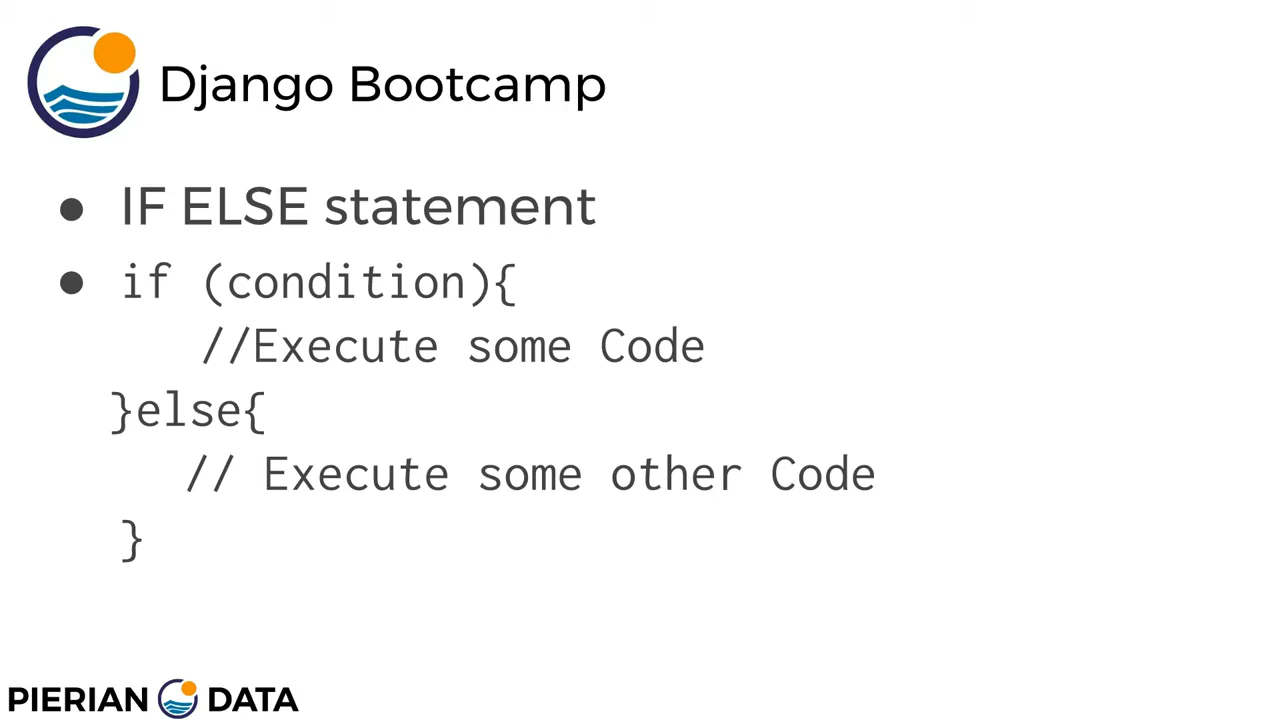 Django Bootcamp
● IF ELSE statement
● if (condition){
//Execute some Code
}else{
// Execute some other Code
}
PIERIAN DATA